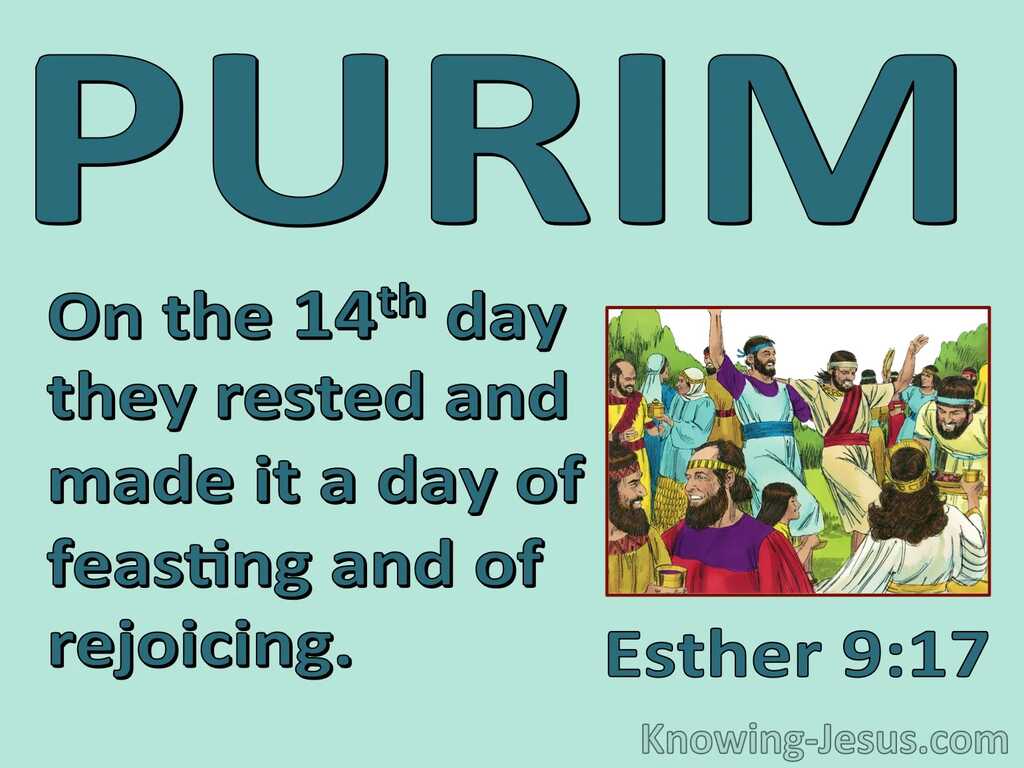 PURIM
On the 14th day
they rested and
made it a day of
feasting and of
rejoicing.
Esther 9:17
Knowing-Jesus.com